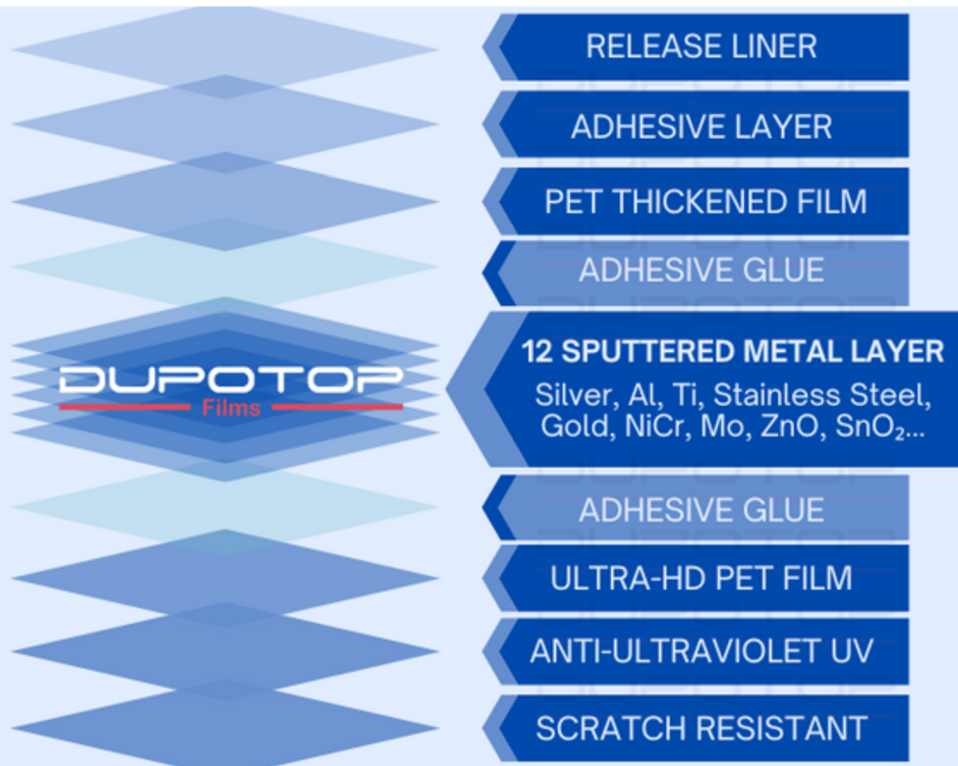 RELEASE LINER
ADHESIVE LAYER
PET THICKENED FILM
ADHESIVE GLUE
12 SPUTTERED METAL LAYER
Silver, Al, Ti, Stainless Steel,
Gold, NiCr, Mo, ZnO, SnO₂...
DUPOTOP
Films
ADHESIVE GLUE
ULTRA-HD PET FILM
ANTI-ULTRAVIOLET UV
SCRATCH RESISTANT